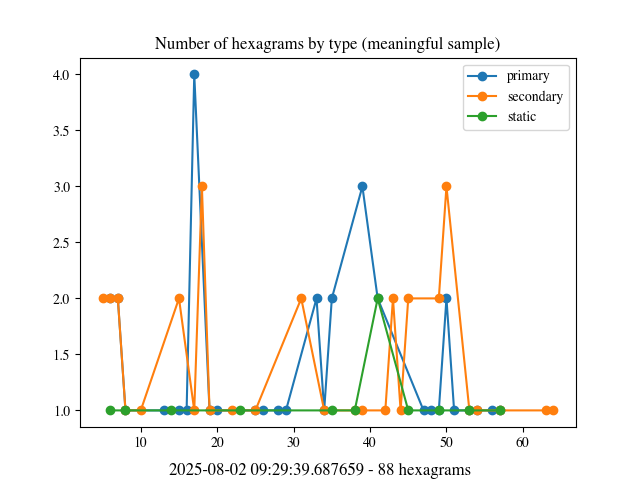 Number of hexagrams by type (meaningful sample)
4.0
3.5
3.0
2.5
2.0
1.5
1.0
primary
secondary
static
10 20 30 40 50 60
2025-08-02 09:29:39.687659 - 88 hexagrams